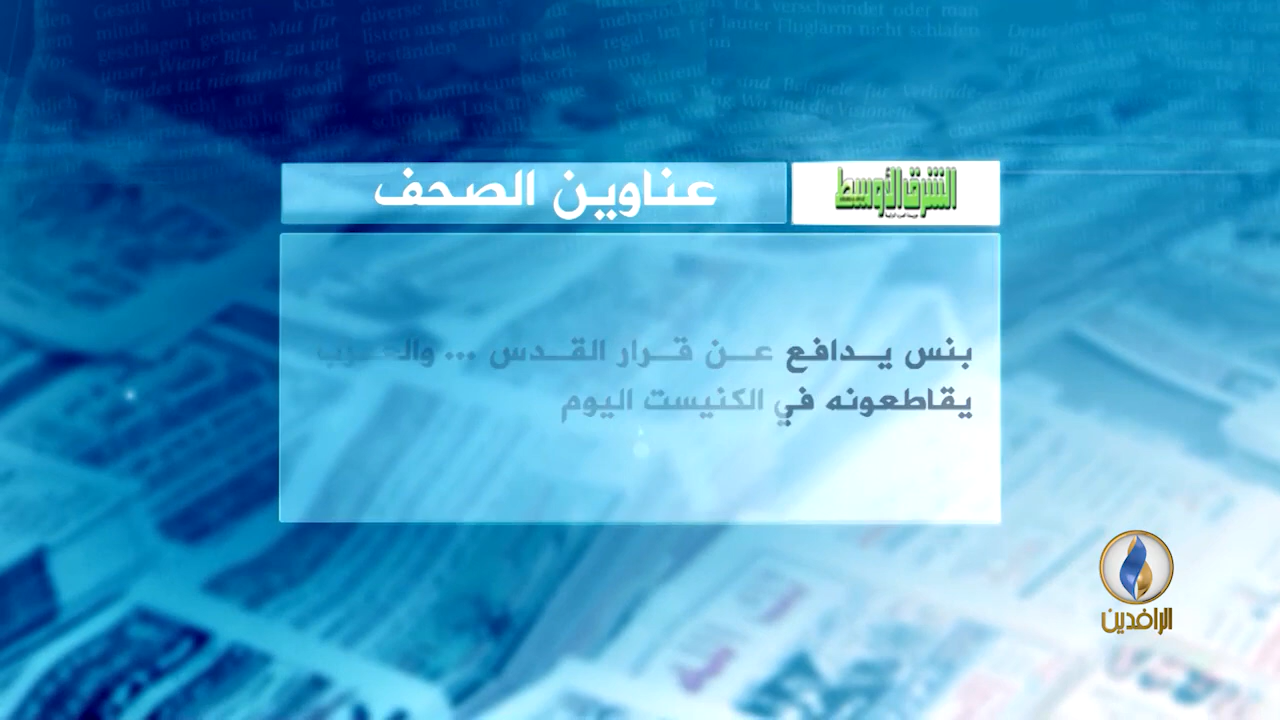 الشرق الأوسط
عناوين الصحف
بنس يدافع عن قرار القدس ... والعرب
يقاطعونه في الكنيست اليوم
الرافدين